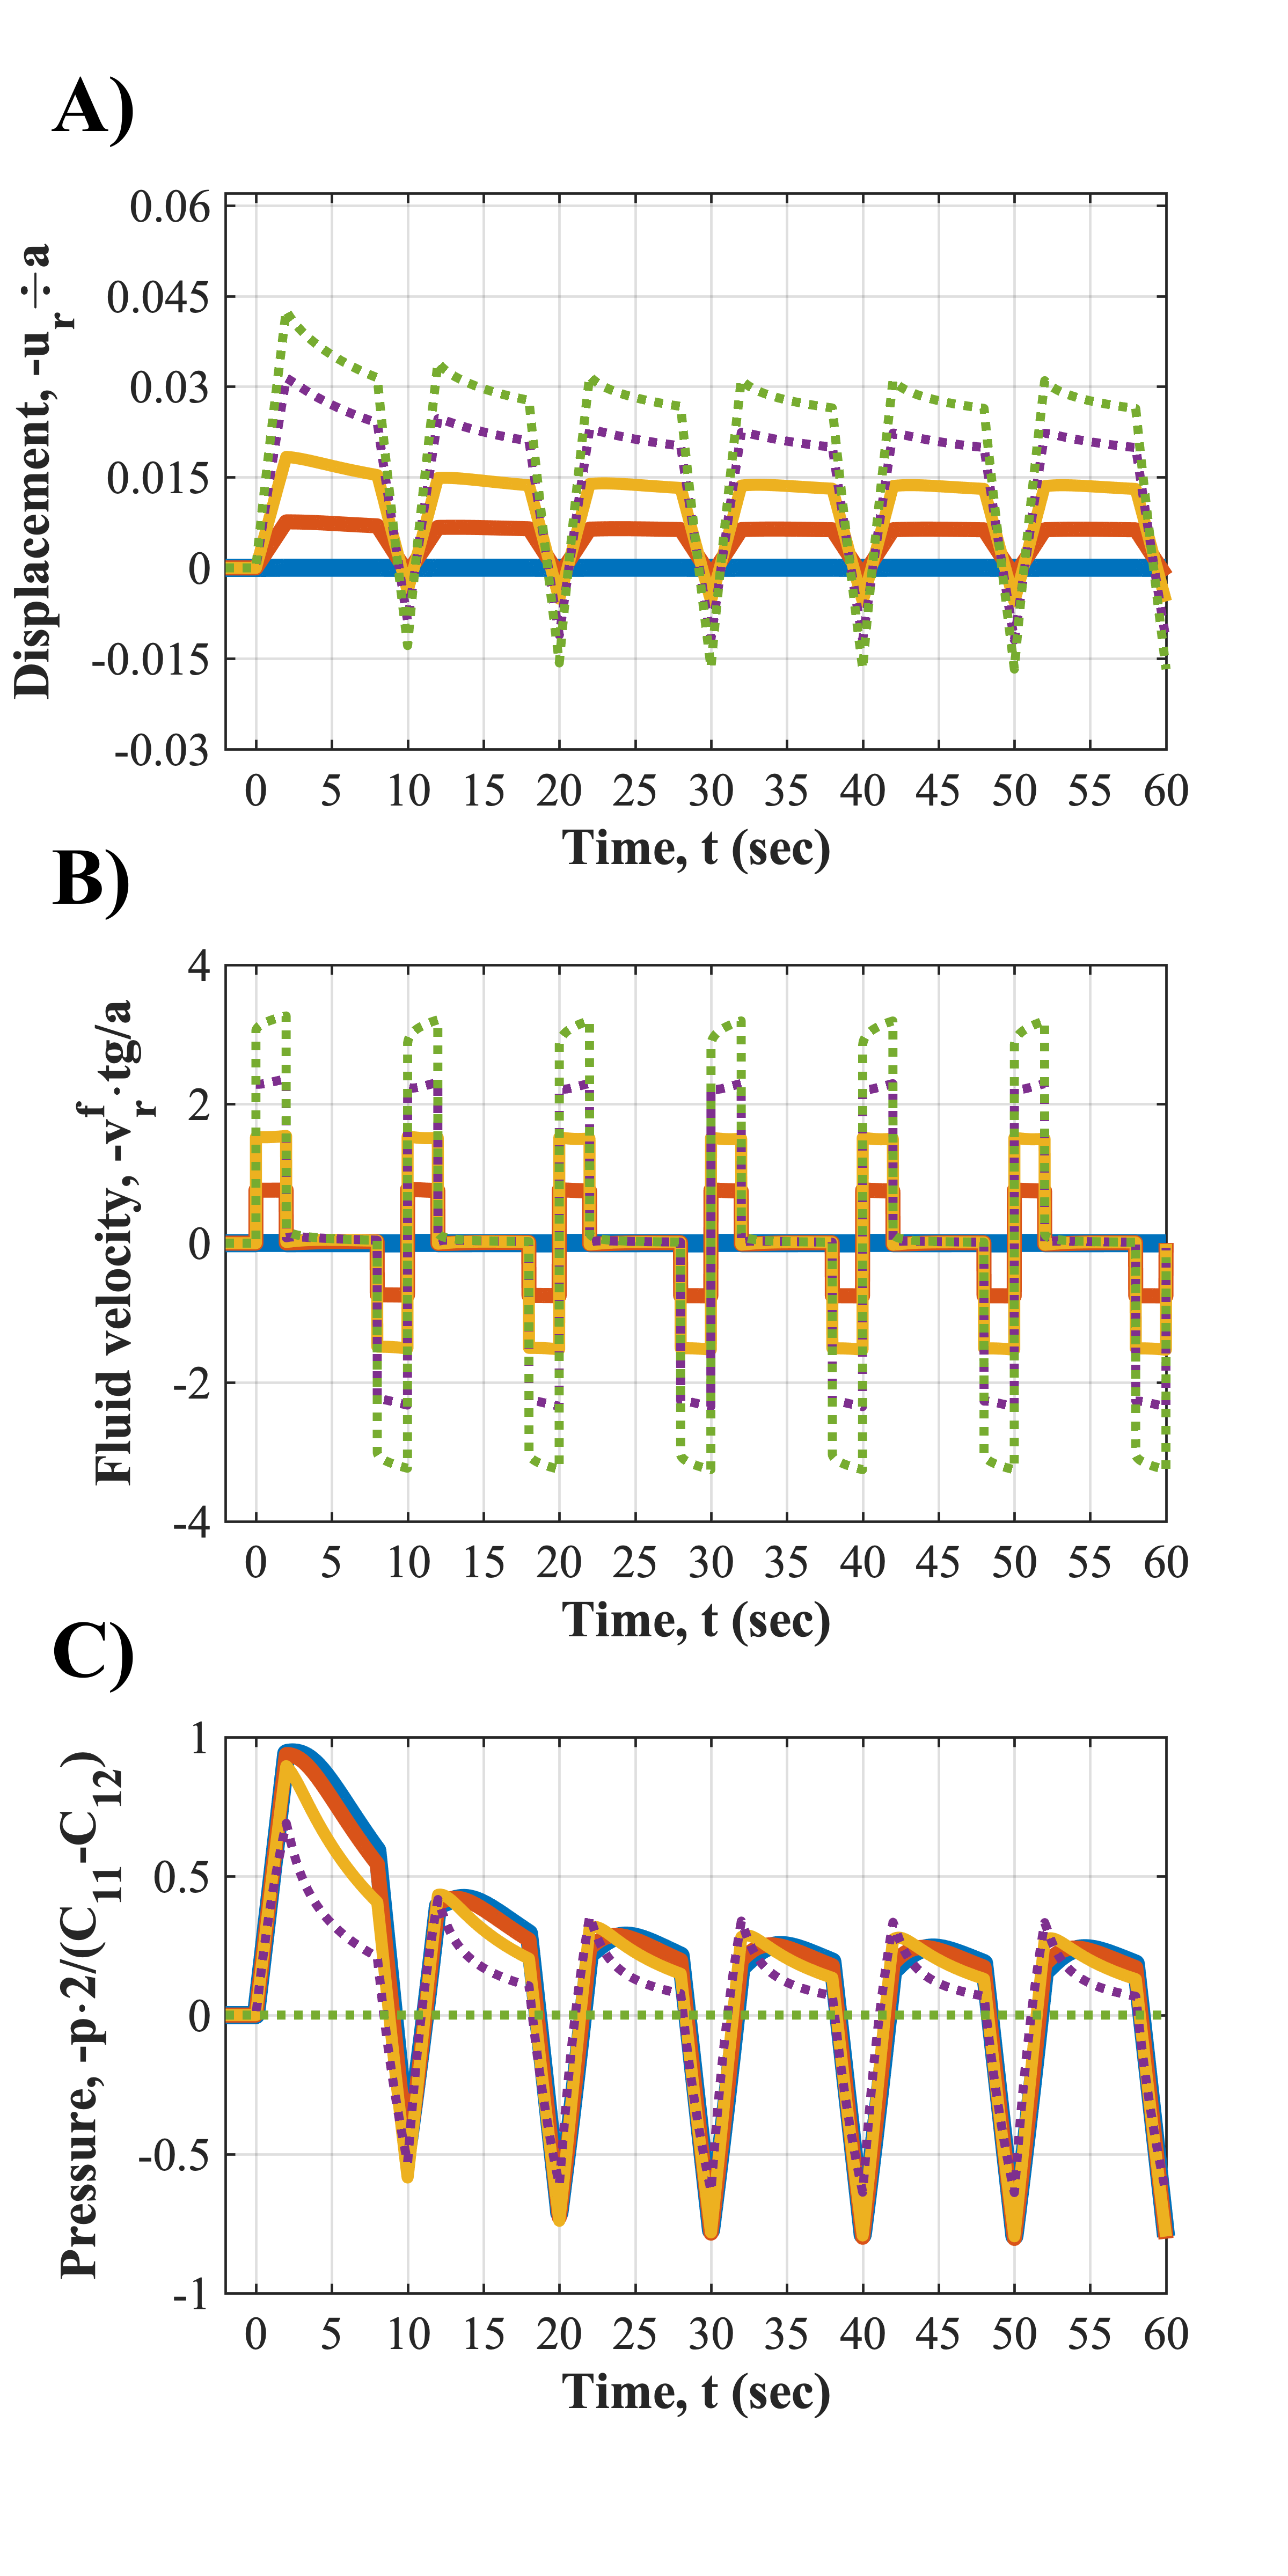 A)
Displacement, -u_r ÷ a
0.06
0.045
0.03
0.015
0
-0.015
-0.03
0 5 10 15 20 25 30 35 40 45 50 55 60
Time, t (sec)
B)
Fluid velocity, -v_r^f·tg/a
4
2
0
-2
-4
0 5 10 15 20 25 30 35 40 45 50 55 60
Time, t (sec)
C)
Pressure, -p·2/(C_11-C_12)
1
0.5
0
-0.5
-1
0 5 10 15 20 25 30 35 40 45 50 55 60
Time, t (sec)